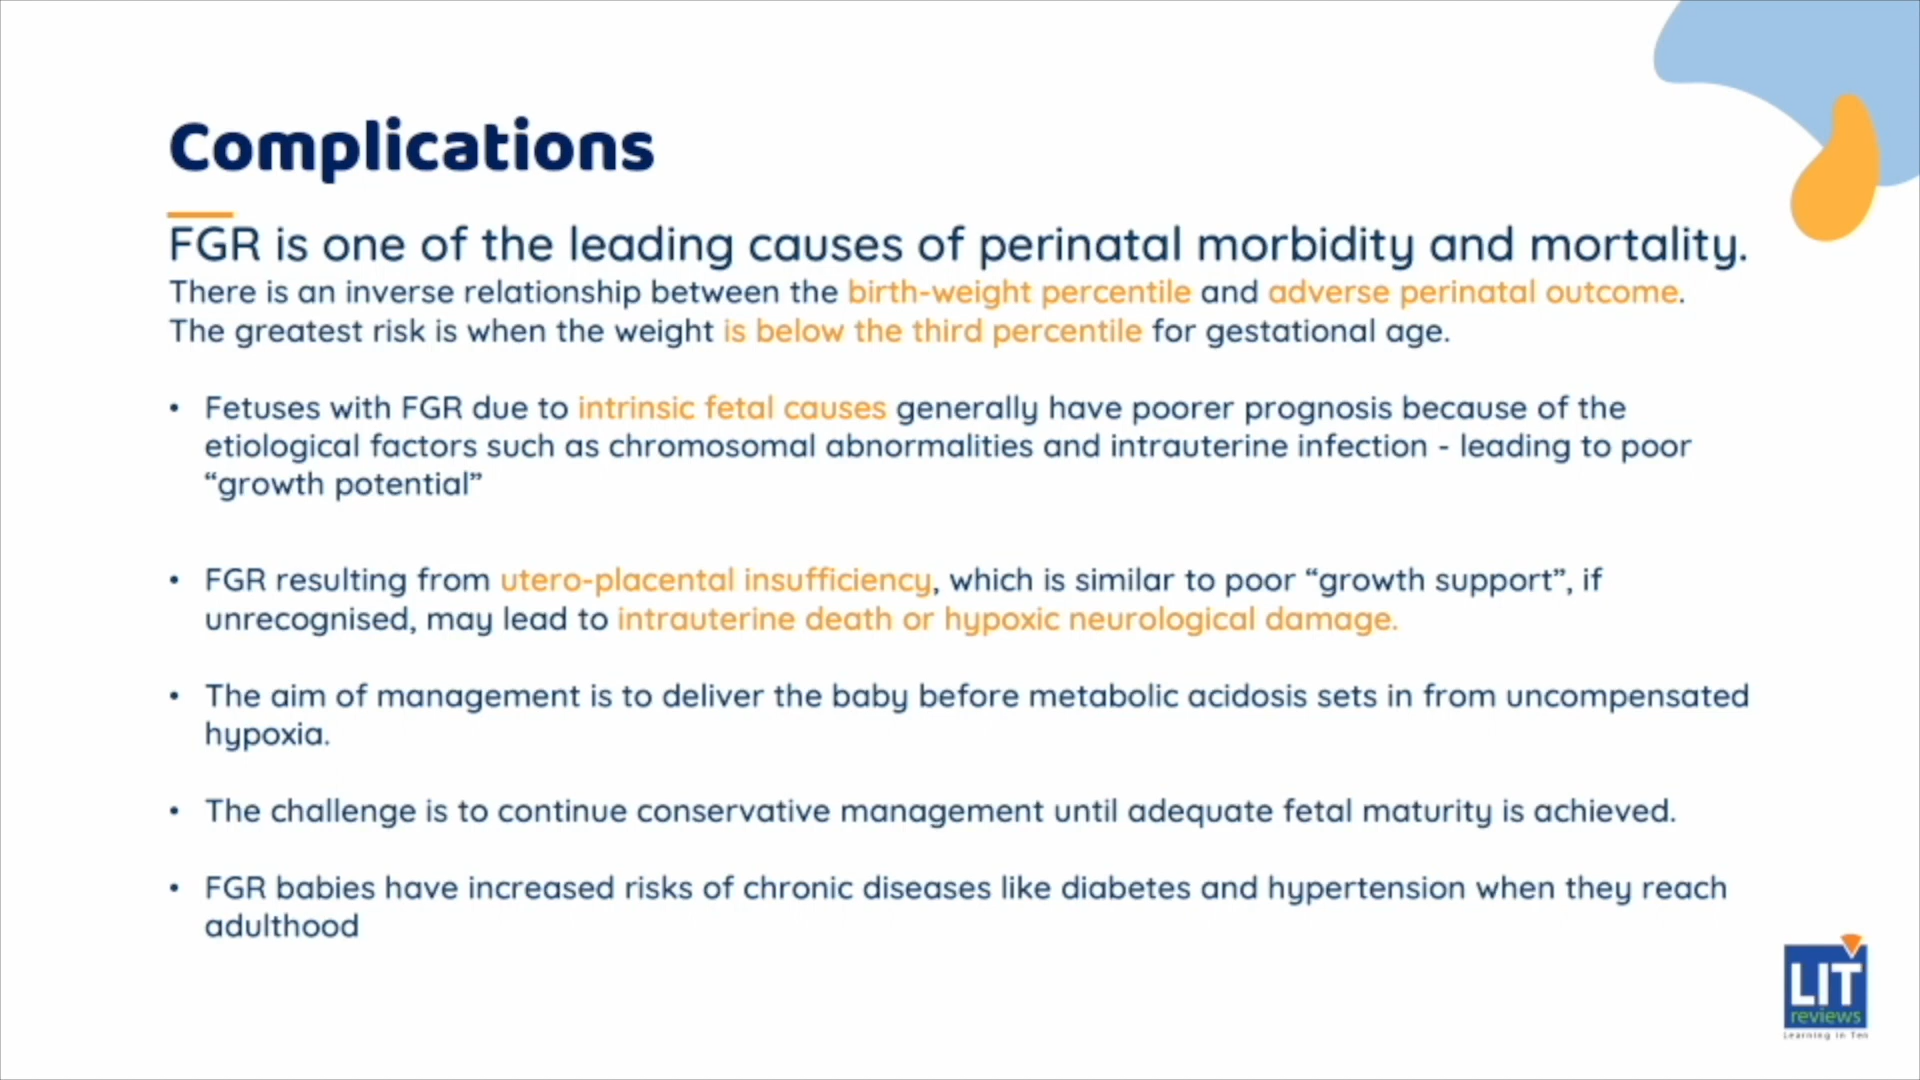 Complications
FGR is one of the leading causes of perinatal morbidity and mortality.
There is an inverse relationship between the birth-weight percentile and adverse perinatal outcome.
The greatest risk is when the weight is below the third percentile for gestational age.
• Fetuses with FGR due to intrinsic fetal causes generally have poorer prognosis because of the
etiological factors such as chromosomal abnormalities and intrauterine infection - leading to poor
“growth potential”
• FGR resulting from utero-placental insufficiency, which is similar to poor “growth support”, if
unrecognised, may lead to intrauterine death or hypoxic neurological damage.
• The aim of management is to deliver the baby before metabolic acidosis sets in from uncompensated
hypoxia.
• The challenge is to continue conservative management until adequate fetal maturity is achieved.
• FGR babies have increased risks of chronic diseases like diabetes and hypertension when they reach
adulthood
LIT
reviews
Learning in Ten